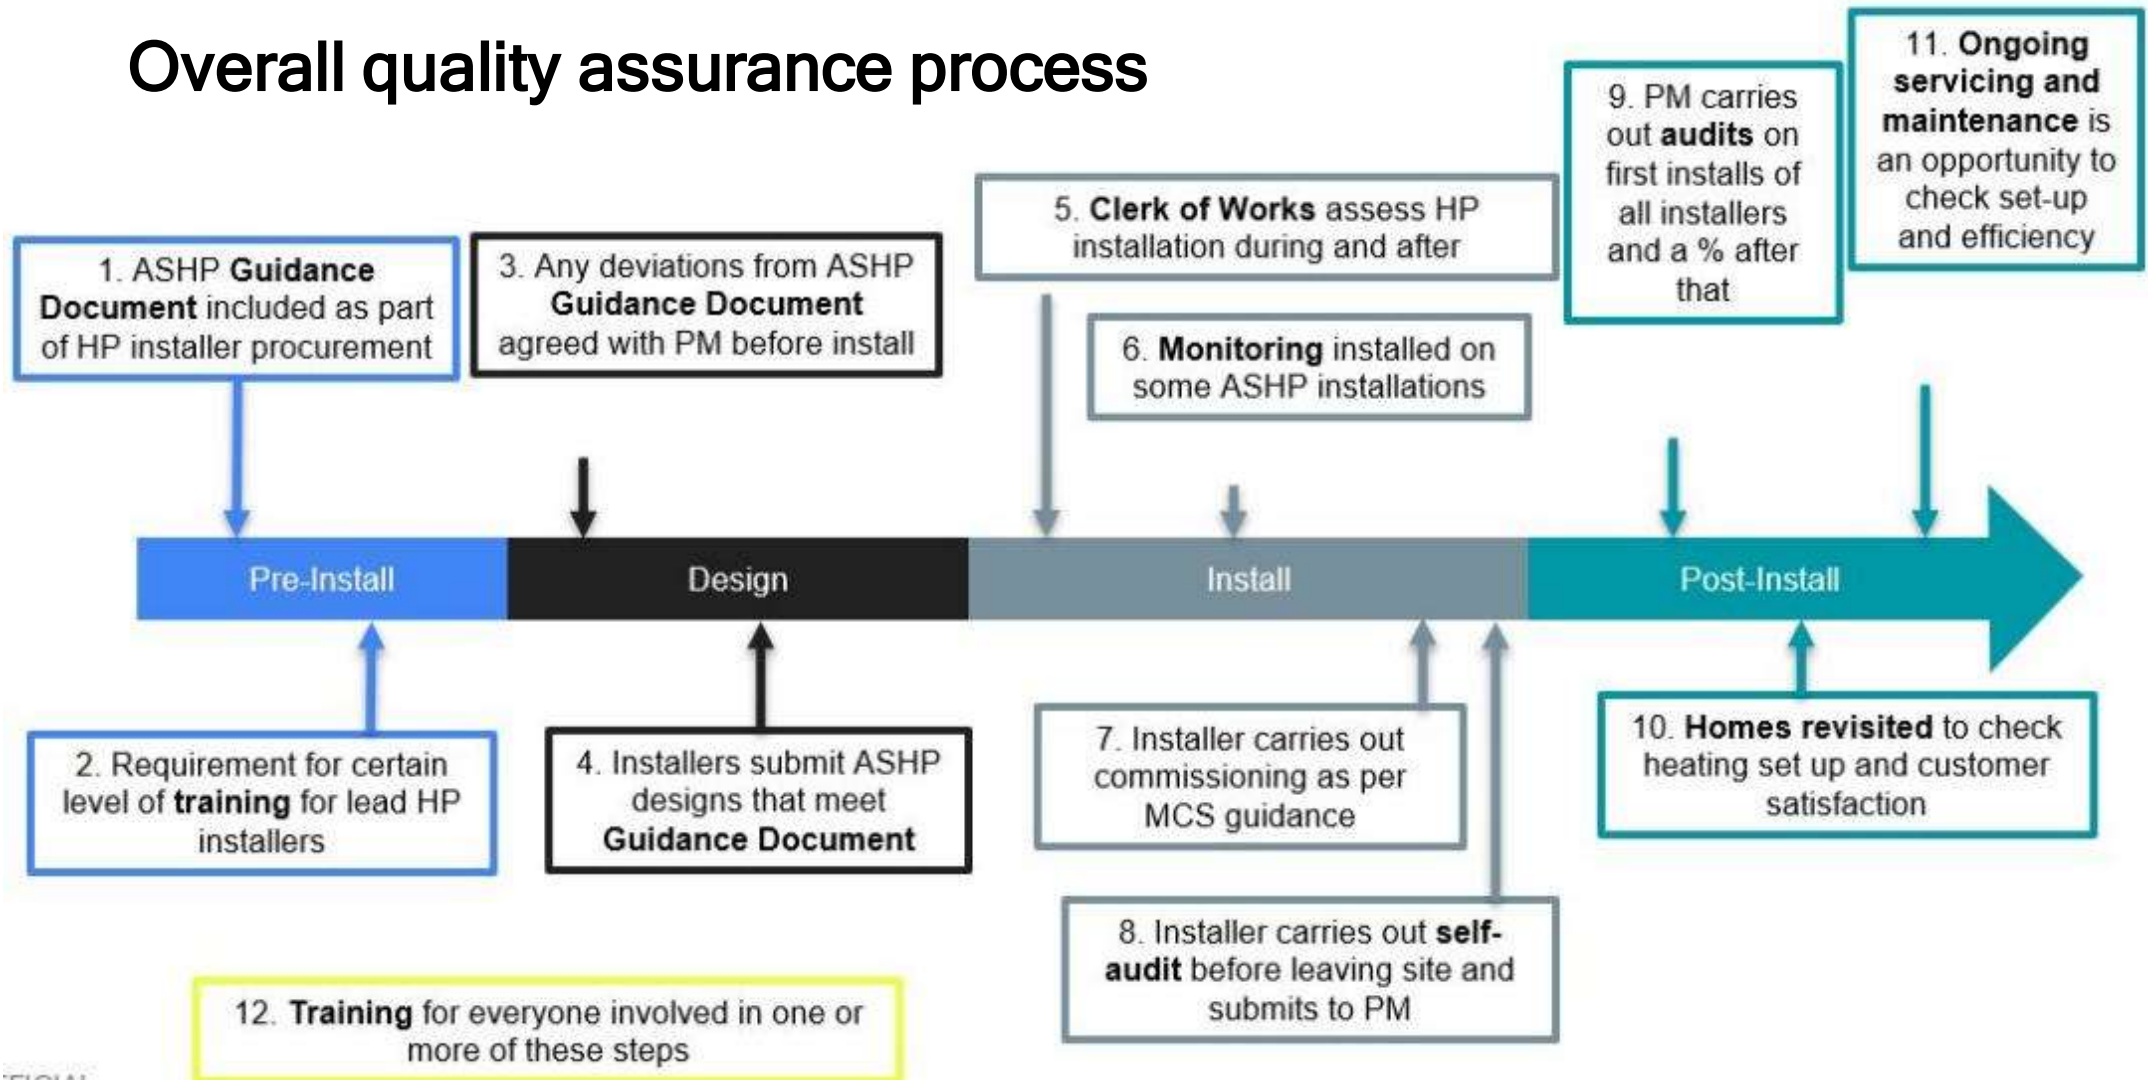 Overall quality assurance process
1. ASHP Guidance
Document included as part
of HP installer procurement
3. Any deviations from ASHP
Guidance Document
agreed with PM before install
5. Clerk of Works assess HP
installation during and after
6. Monitoring installed on
some ASHP installations
9. PM carries
out audits on
first installs of
all installers
and a % after
that
11. Ongoing
servicing and
maintenance is
an opportunity to
check set-up
and efficiency
Pre-Install
Design
Install
Post-Install
2. Requirement for certain
level of training for lead HP
installers
4. Installers submit ASHP
designs that meet
Guidance Document
7. Installer carries out
commissioning as per
MCS guidance
8. Installer carries out self-
audit before leaving site and
submits to PM
10. Homes revisited to check
heating set up and customer
satisfaction
12. Training for everyone involved in one or
more of these steps